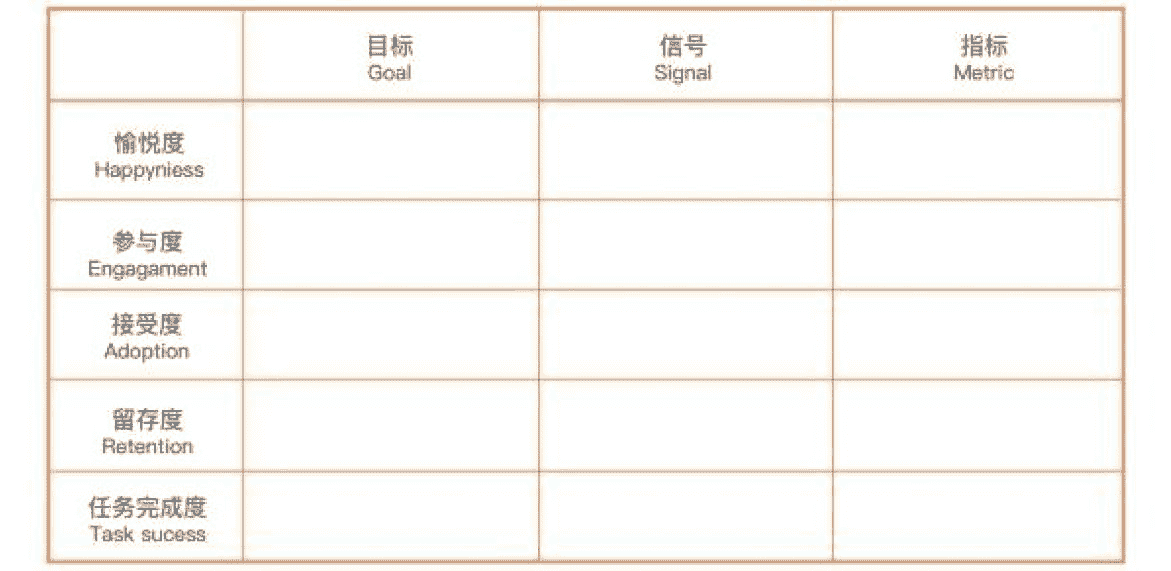 目标
Goal
信号
Signal
指标
Metric
愉悦度
Happyniess
参与度
Engagament
接受度
Adoption
留存度
Retention
任务完成度
Task sucess